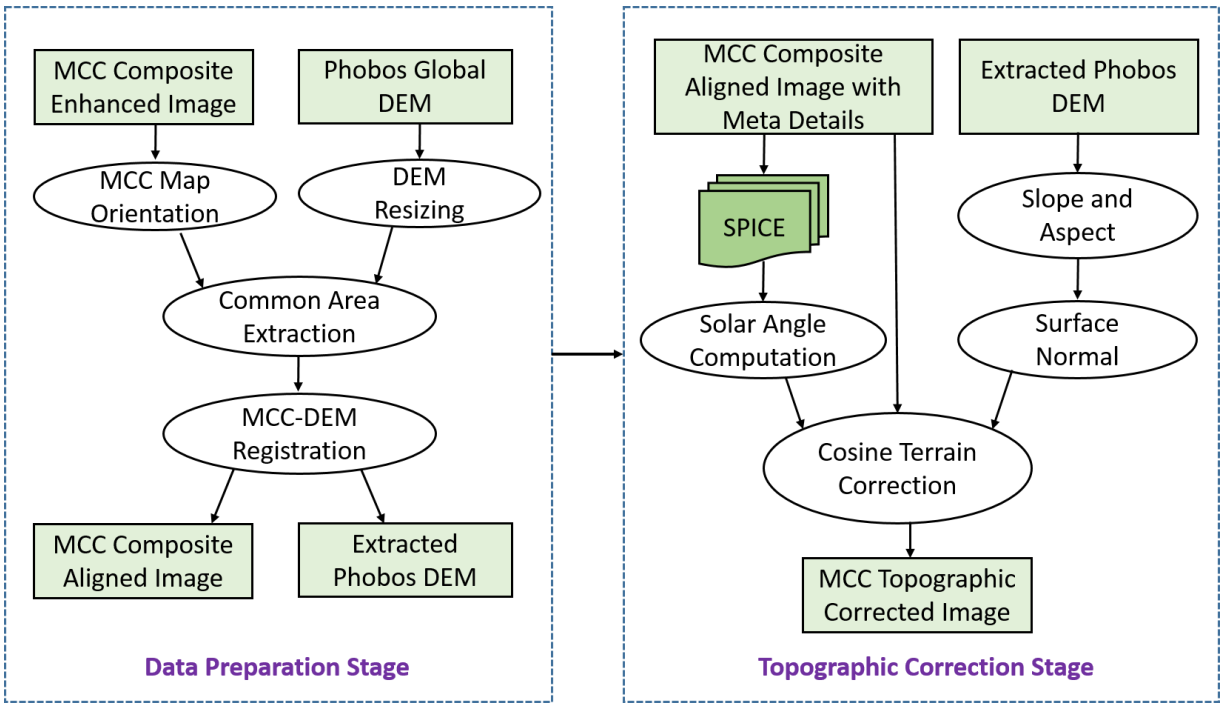 MCC Composite
Enhanced Image
Phobos Global
DEM
MCC Map
Orientation
DEM
Resizing
Common Area
Extraction
MCC-DEM
Registration
MCC Composite
Aligned Image
Extracted
Phobos DEM
Data Preparation Stage
MCC Composite
Aligned Image with
Meta Details
Extracted Phobos
DEM
SPICE
Slope and
Aspect
Solar Angle
Computation
Surface
Normal
Cosine Terrain
Correction
MCC Topographic
Corrected Image
Topographic Correction Stage